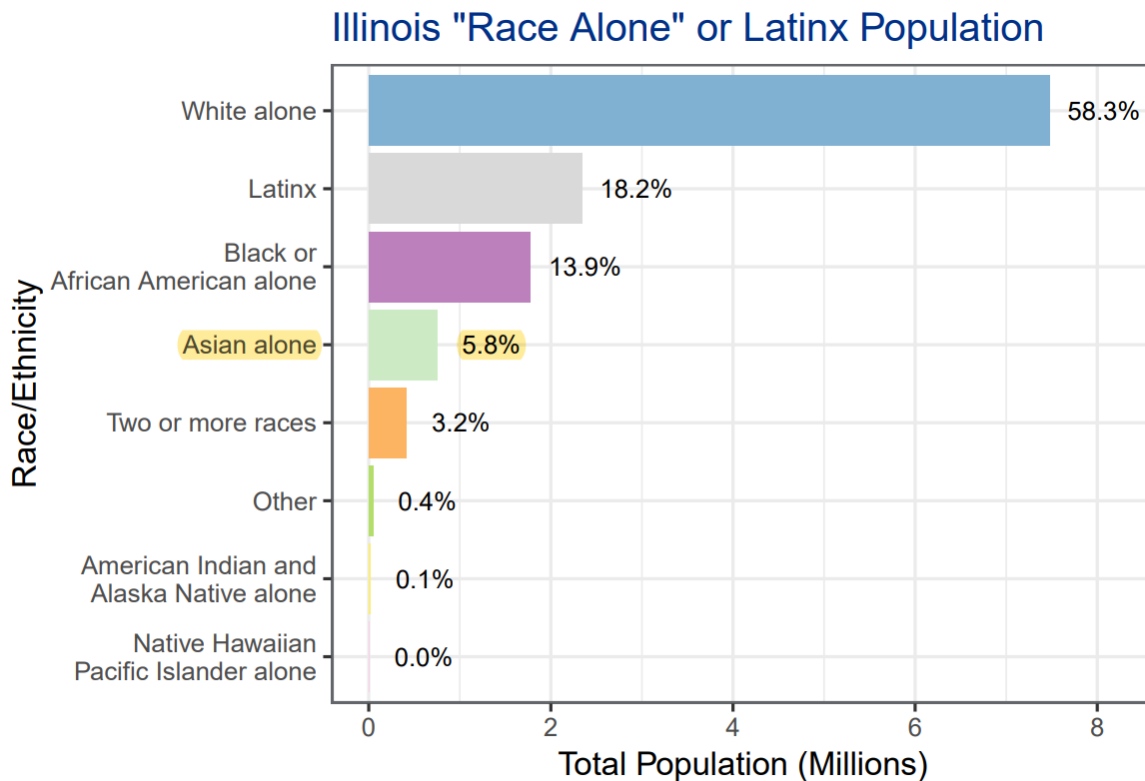 Illinois "Race Alone" or Latinx Population
Race/Ethnicity
White alone 58.3%
Latinx 18.2%
Black or
African American alone 13.9%
Asian alone 5.8%
Two or more races 3.2%
Other 0.4%
American Indian and
Alaska Native alone 0.1%
Native Hawaiian
Pacific Islander alone 0.0%
0 2 4 6 8
Total Population (Millions)